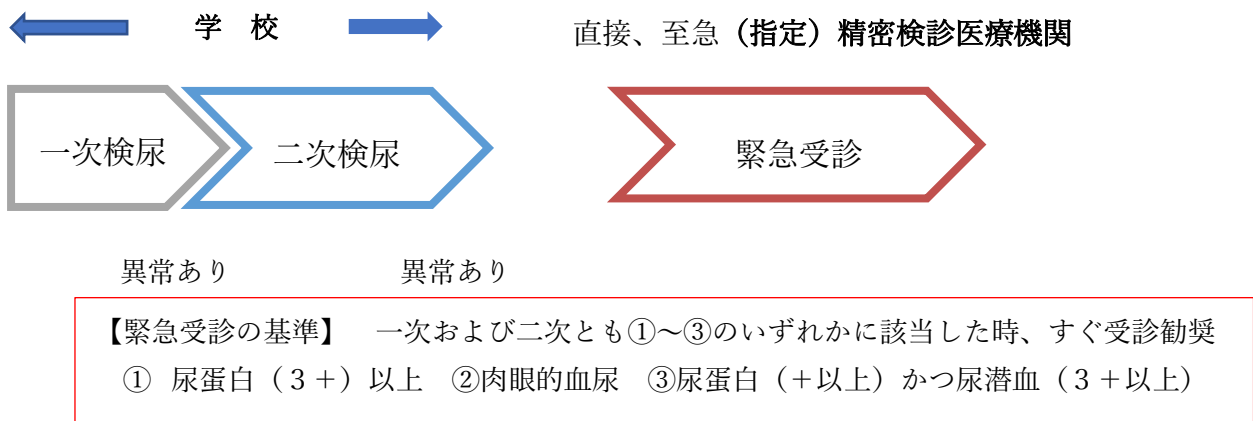 学 校
直接、至急（指定）精密検診医療機関
一次検尿
二次検尿
緊急受診
異常あり
異常あり
【緊急受診の基準】 一次および二次とも①～③のいずれかに該当した時、すぐ受診勧奨
① 尿蛋白（３＋）以上 ②肉眼的血尿 ③尿蛋白（＋以上）かつ尿潜血（３＋以上）